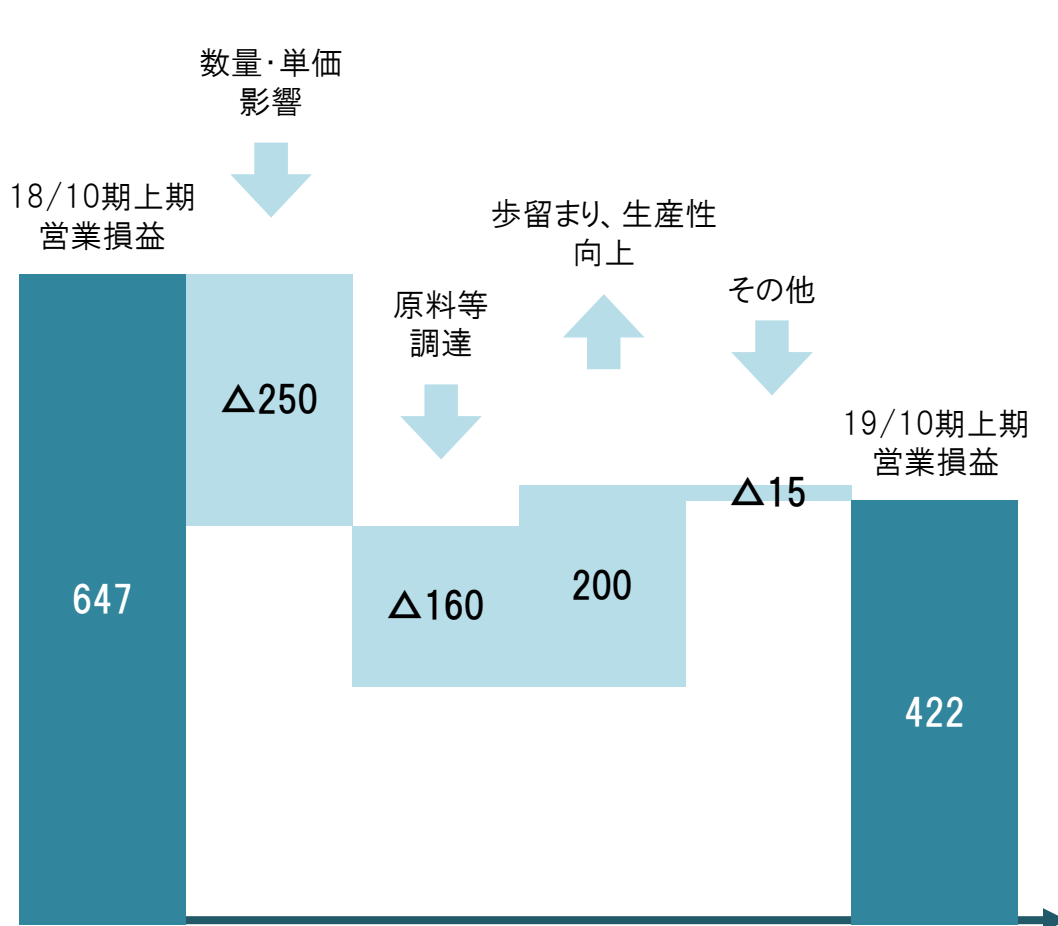 数量・単価
影響
18/10期上期
営業損益
歩留まり、生産性
向上
その他
原料等
調達
△250
19/10期上期
営業損益
△15
647
△160
200
422